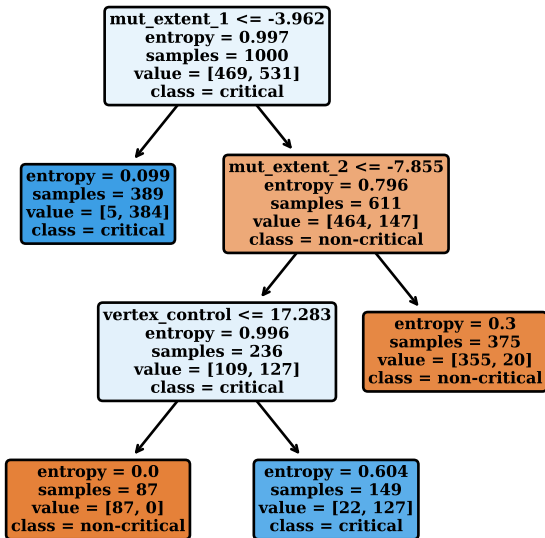 mut_extent_1 <= -3.962
entropy = 0.997
samples = 1000
value = [469, 531]
class = critical
entropy = 0.099
samples = 389
value = [5, 384]
class = critical
mut_extent_2 <= -7.855
entropy = 0.796
samples = 611
value = [464, 147]
class = non-critical
vertex_control <= 17.283
entropy = 0.996
samples = 236
value = [109, 127]
class = critical
entropy = 0.3
samples = 375
value = [355, 20]
class = non-critical
entropy = 0.0
samples = 87
value = [87, 0]
class = non-critical
entropy = 0.604
samples = 149
value = [22, 127]
class = critical